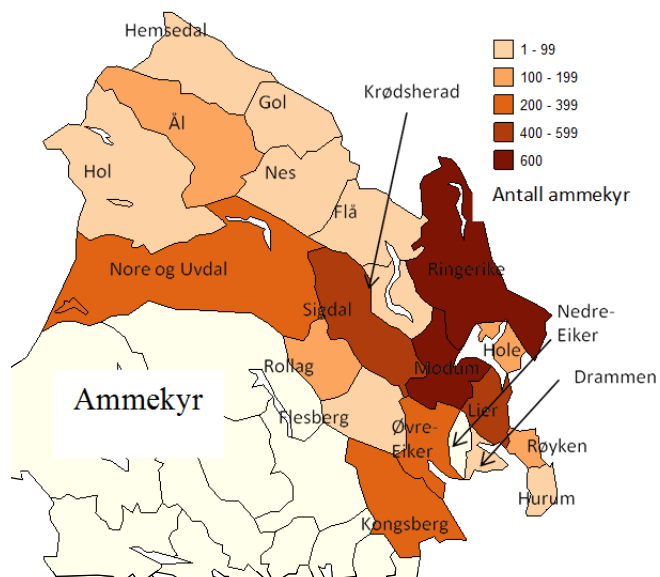 Hemsedal
1 - 99
100 - 199
200 - 399
400 - 599
600
Antall ammekyr
Krødsherad
Gol
Ål
Hol
Nes
Flå
Nore og Uvdal
Ringerike
Sigdal
Nedre-
Eiker
Hole
Rollag
Modum
Drammen
Ammekyr
Flesberg
Lier
Øvre-
Eiker
Røyken
Hurum
Kongsberg